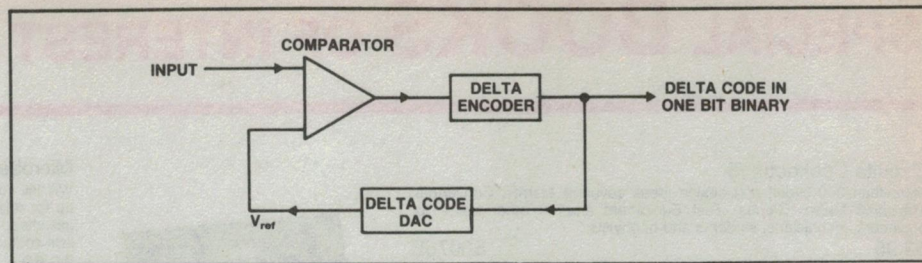 COMPARATOR
INPUT
DELTA
ENCODER
DELTA CODE IN
ONE BIT BINARY
DELTA CODE
DAC
Vref